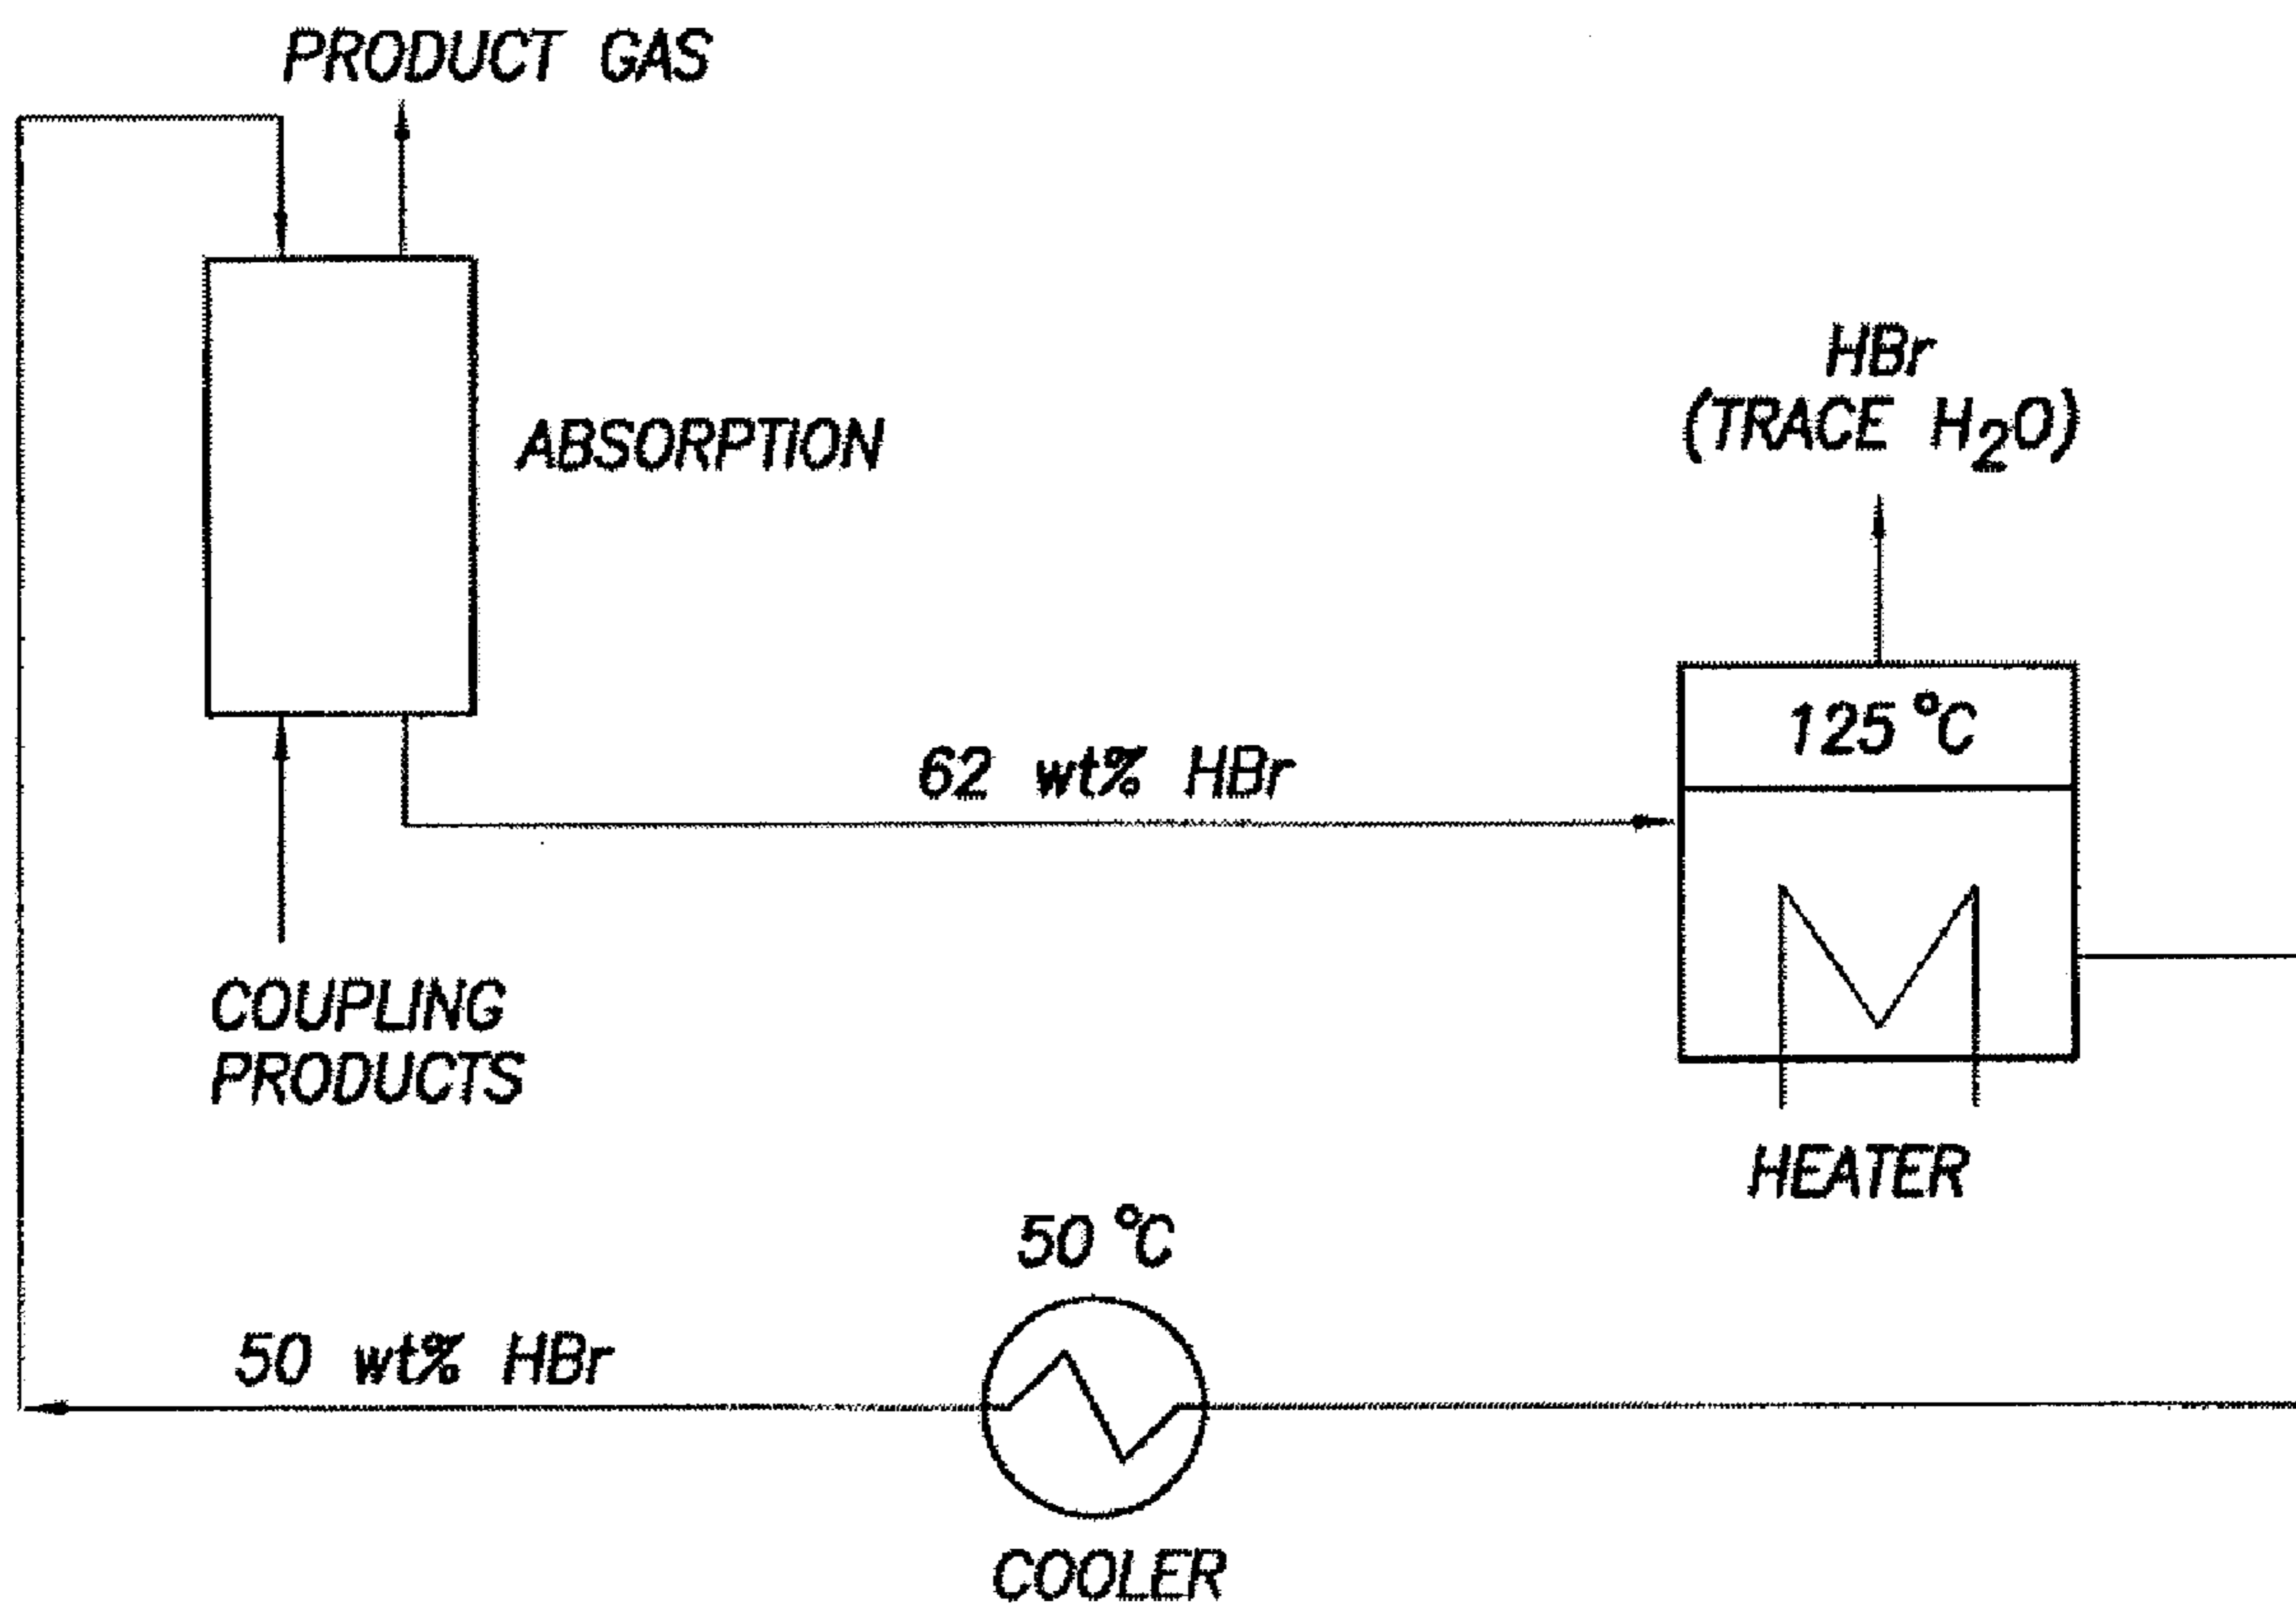 PRODUCT GAS
ABSORPTION
HBr
(TRACE H₂O)
125°C
62 wt% HBr
COUPLING
PRODUCTS
HEATER
50°C
50 wt% HBr
COOLER